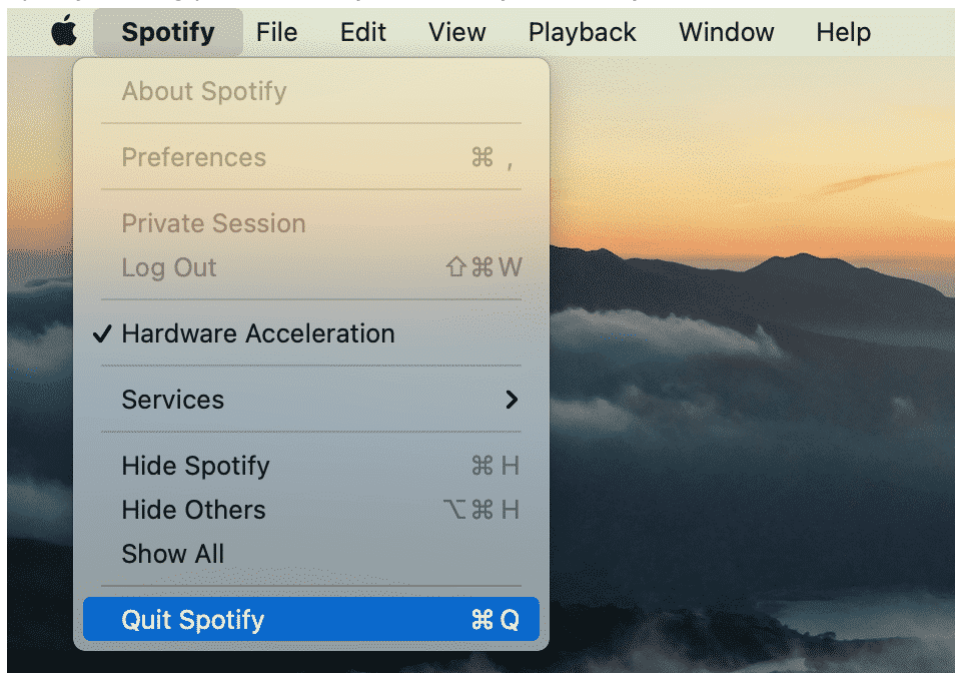 Spotify File Edit View Playback Window Help
About Spotify
Preferences ⌘ ,
Private Session
Log Out ⇧⌘W
✓ Hardware Acceleration
Services >
Hide Spotify ⌘H
Hide Others ⌥⌘H
Show All
Quit Spotify ⌘Q